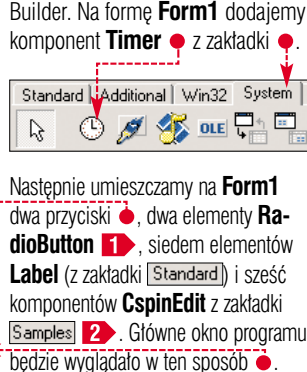 Builder. Na formę Form1 dodajemy
komponent Timer z zakładki .
Standard Additional Win32 System
OLE
Następnie umieszczamy na Form1
dwa przyciski , dwa elementy Ra-
dioButton 1 , siedem elementów
Label (z zakładki Standard) i sześć
komponentów CspinEdit z zakładki
Samples 2 . Główne okno programu
będzie wyglądało w ten sposób .